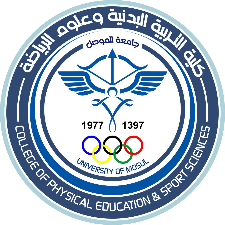 كلية التربية البدنية وعلوم الرياضة
جامعة الموصل
1977 1397
UNIVERSITY OF MOSUL
COLLEGE OF PHYSICAL EDUCATION & SPORT SCIENCES